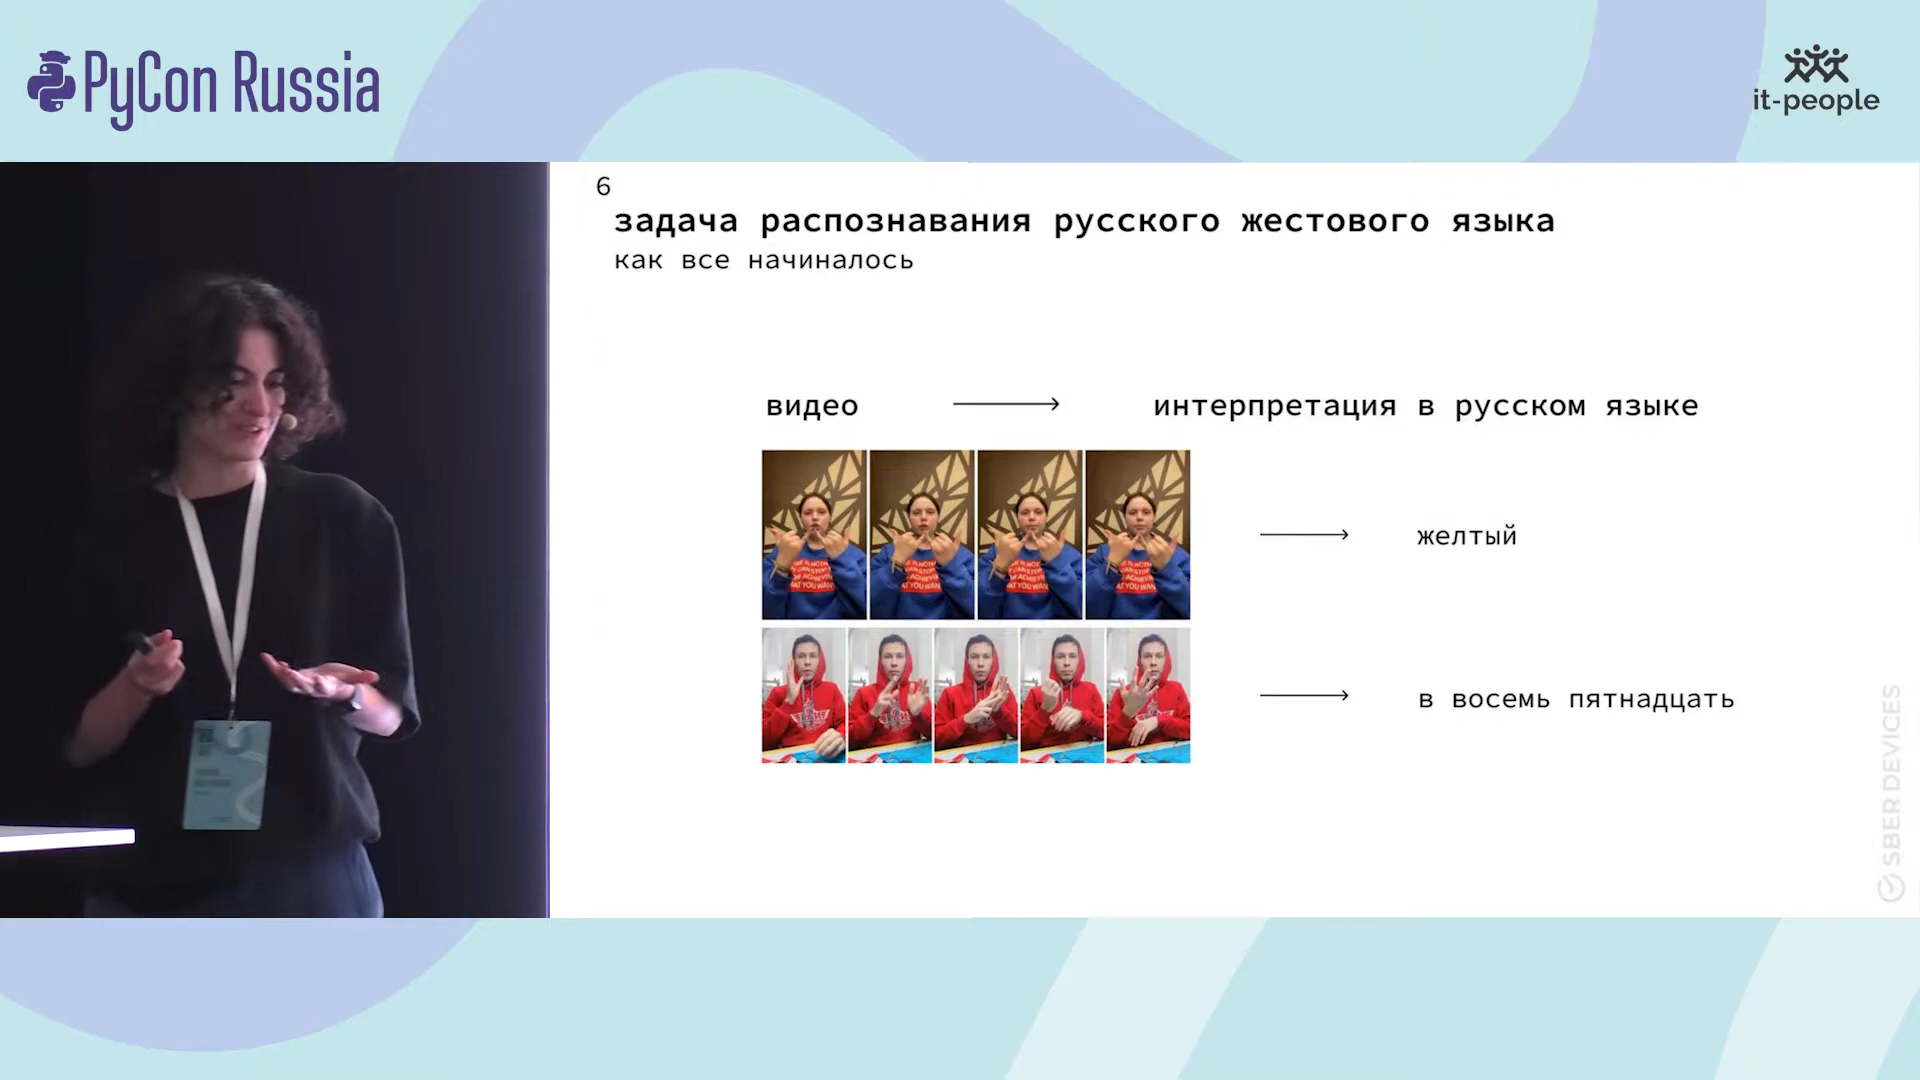 PyCon Russia
it-people
6
задача распознавания русского жестового языка
как все начиналось
видео
интерпретация в русском языке
желтый
в восемь пятнадцать
SBER DEVICES